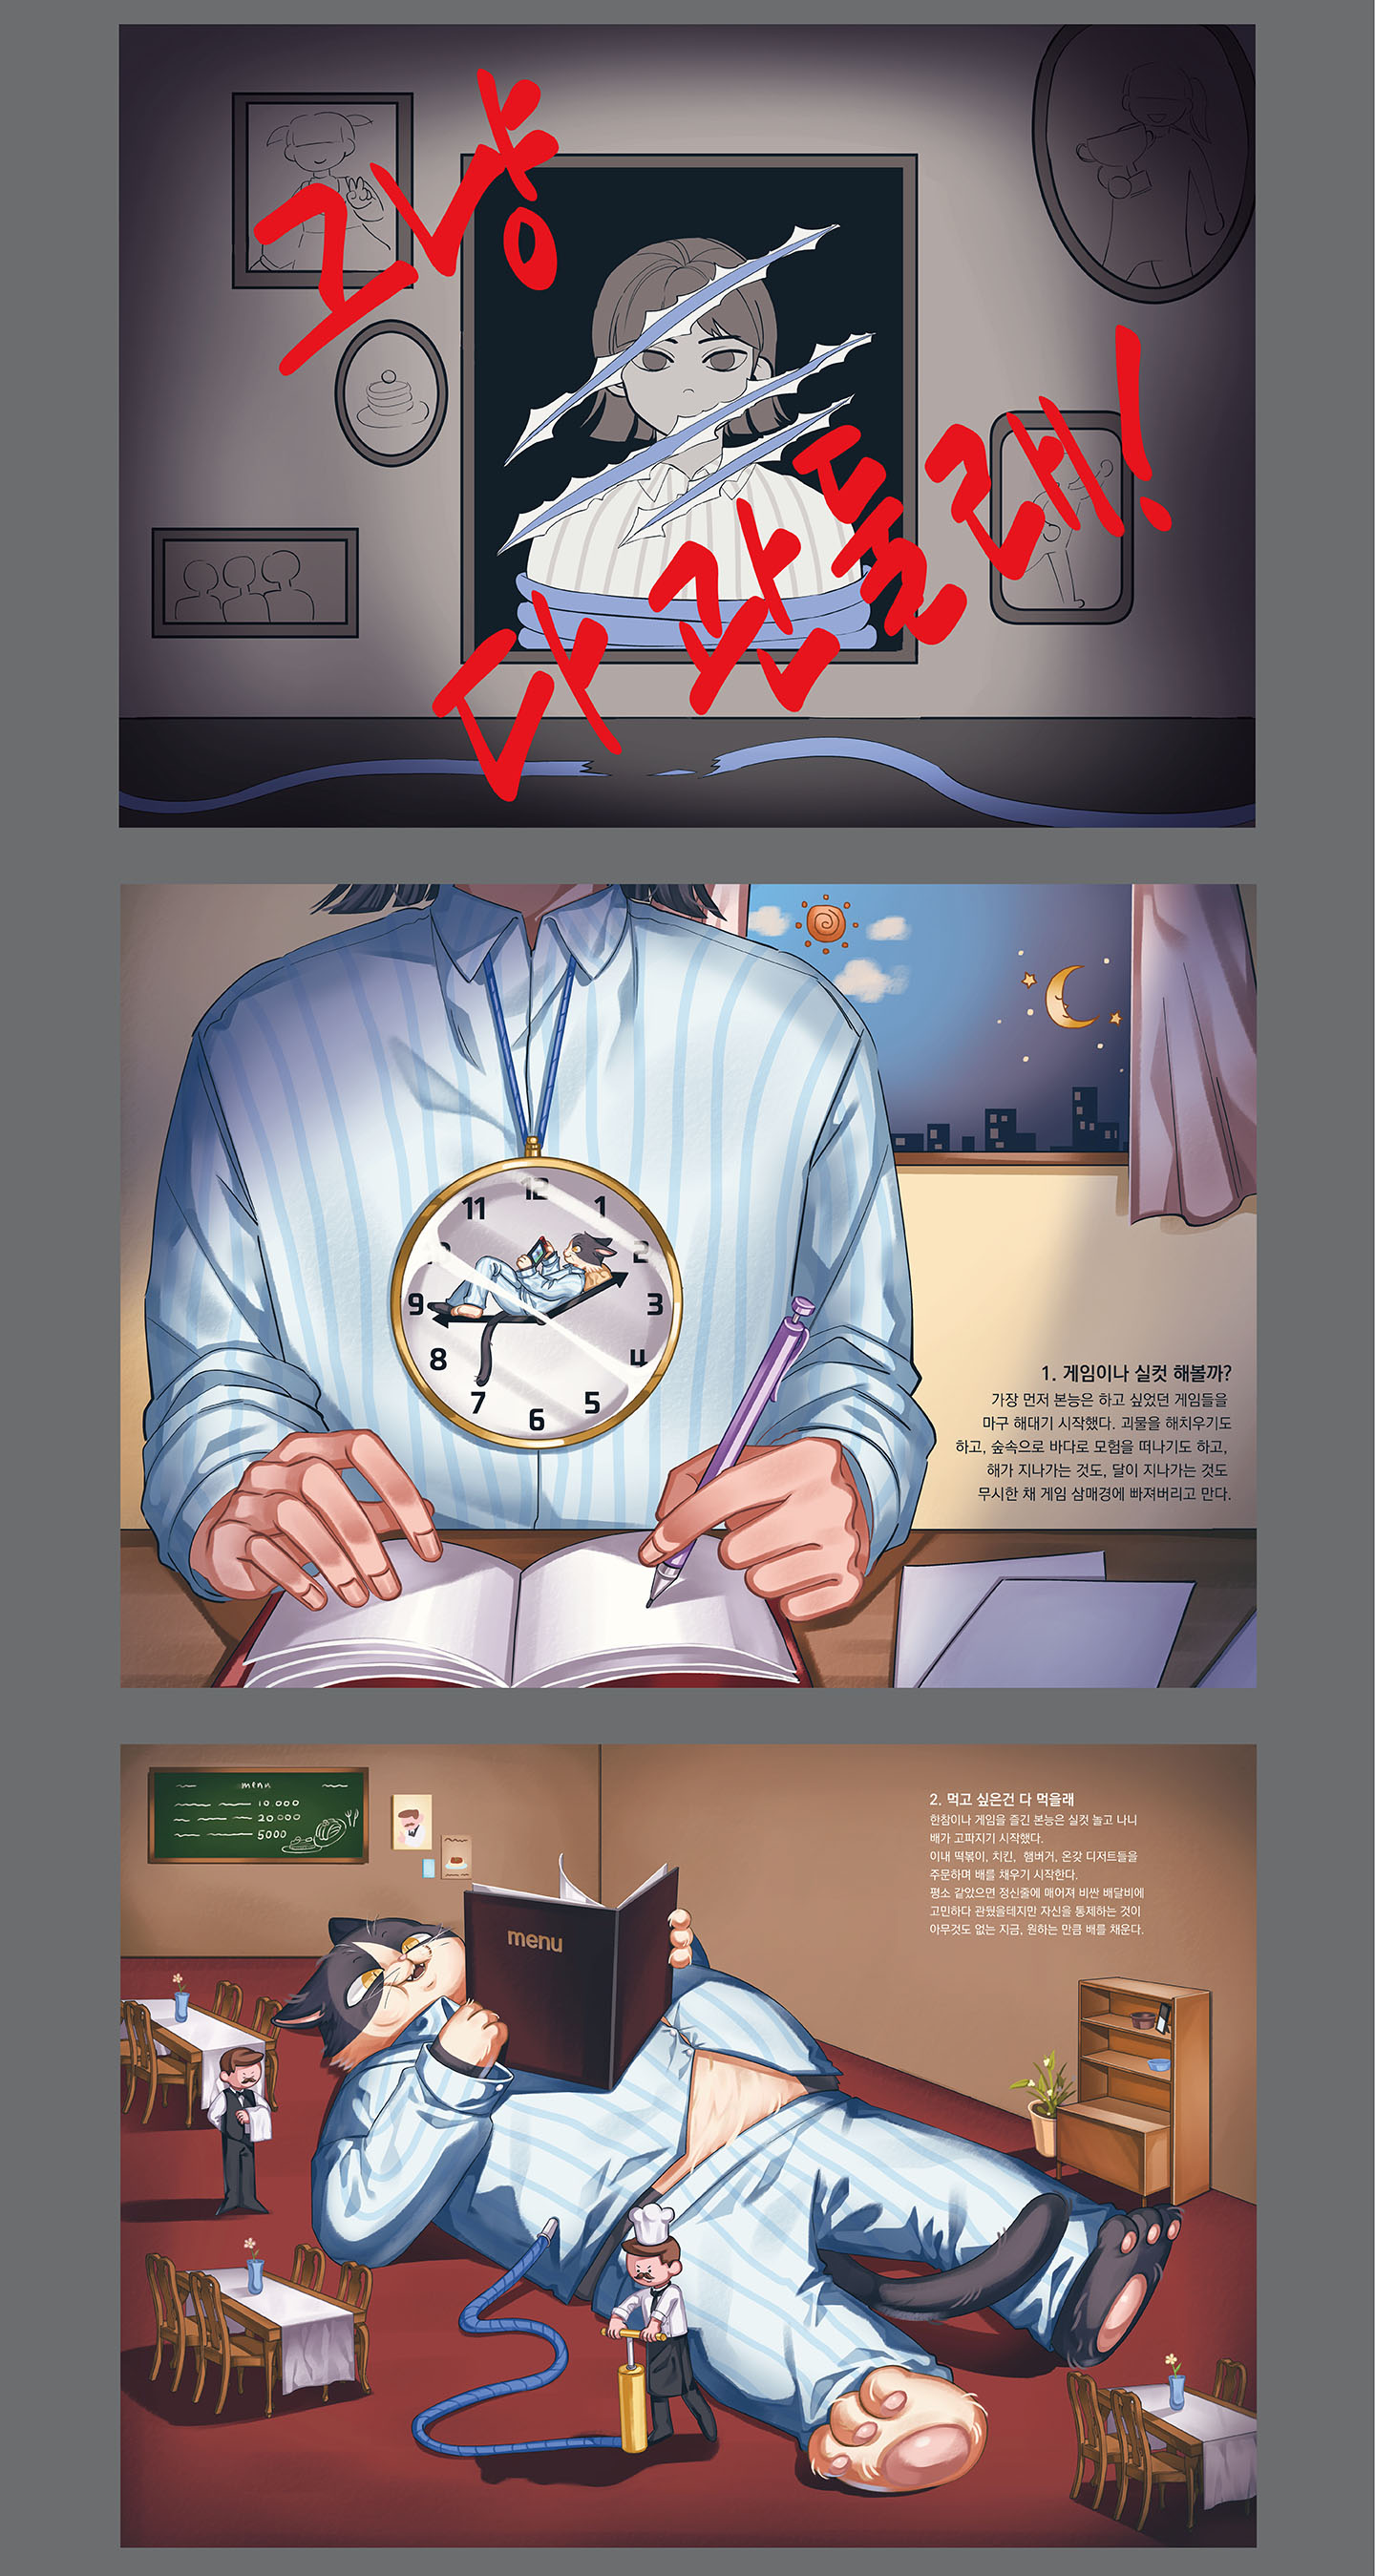 그냥
다 관둘래!
12
11
1
2
9
3
8
4
7
5
6
1. 게임이나 실컷 해볼까?
가장 먼저 본능은 하고 싶었던 게임들을
마구 해대기 시작했다. 괴물을 해치우기도
하고, 숲속으로 바다로 모험을 떠나기도 하고,
해가 지나가는 것도, 달이 지나가는 것도
무시한 채 게임 삼매경에 빠져버리고 만다.
menu
10.000
20.000
5000
2. 먹고 싶은건 다 먹을래
한참이나 게임을 즐긴 본능은 실컷 놀고 나니
배가 고파지기 시작했다.
이내 떡볶이, 치킨, 햄버거, 온갖 디저트들을
주문하며 배를 채우기 시작한다.
평소 같았으면 정신줄에 매어져 비싼 배달비에
고민하다 관뒀을테지만 자신을 통제하는 것이
아무것도 없는 지금, 원하는 만큼 배를 채운다.
menu